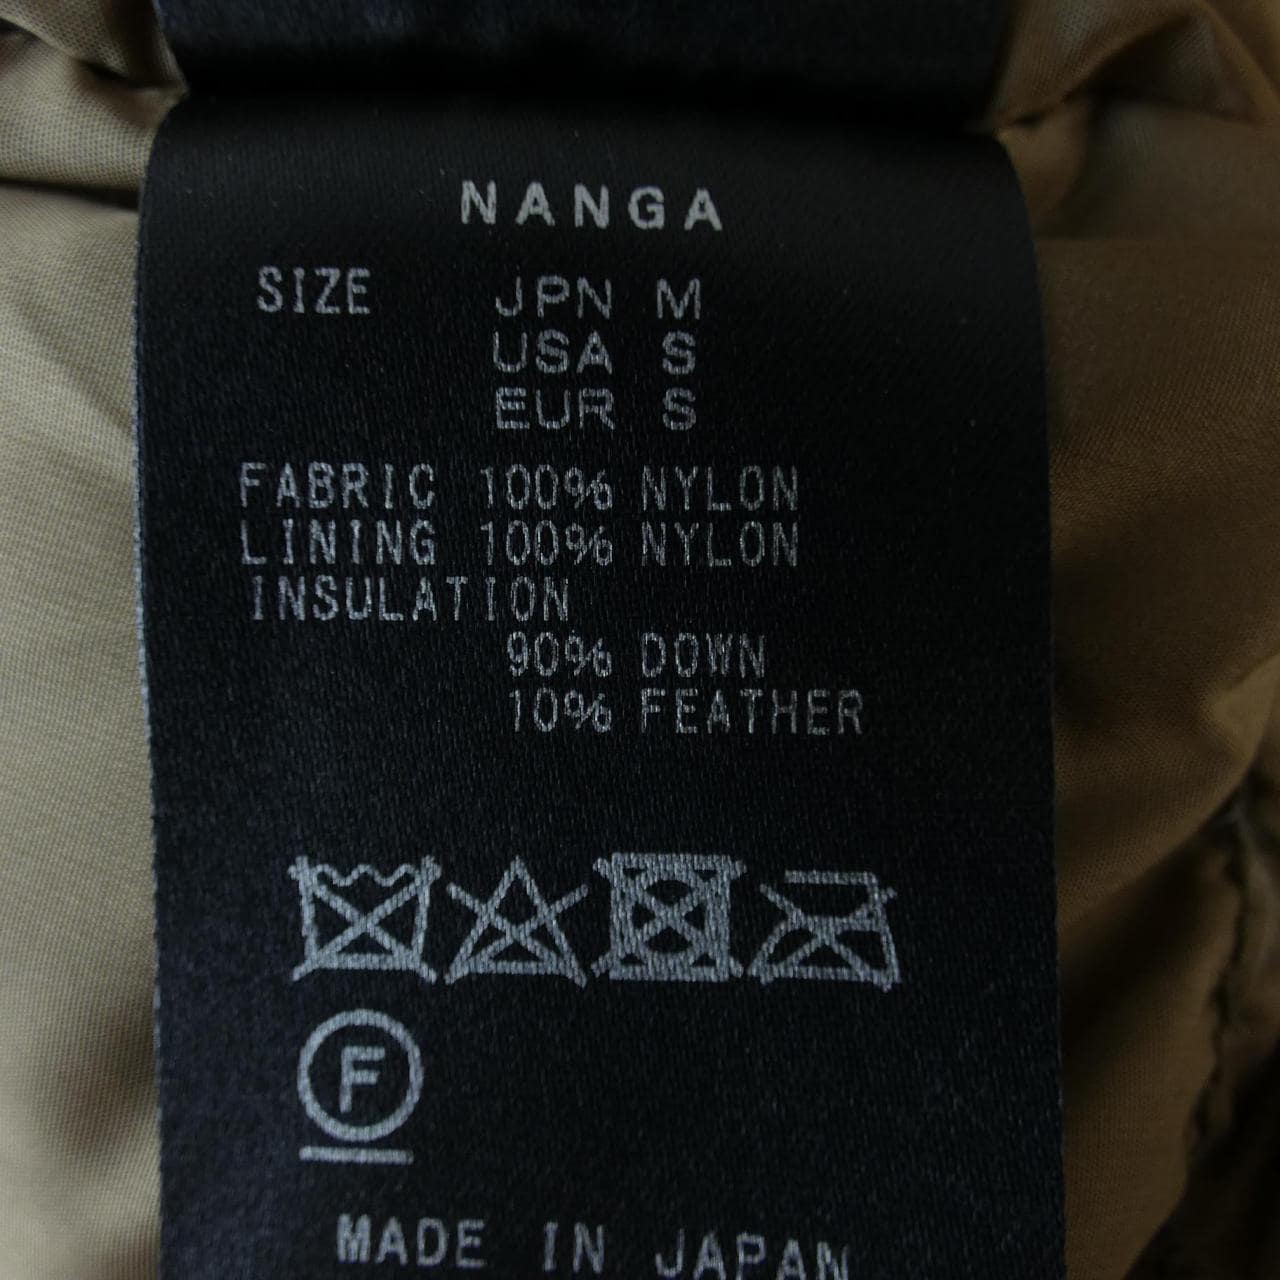 NANGA
SIZE JPN M
USA S
EUR S
FABRIC 100% NYLON
LINING 100% NYLON
INSULATION
90% DOWN
10% FEATHER
F
MADE IN JAPAN